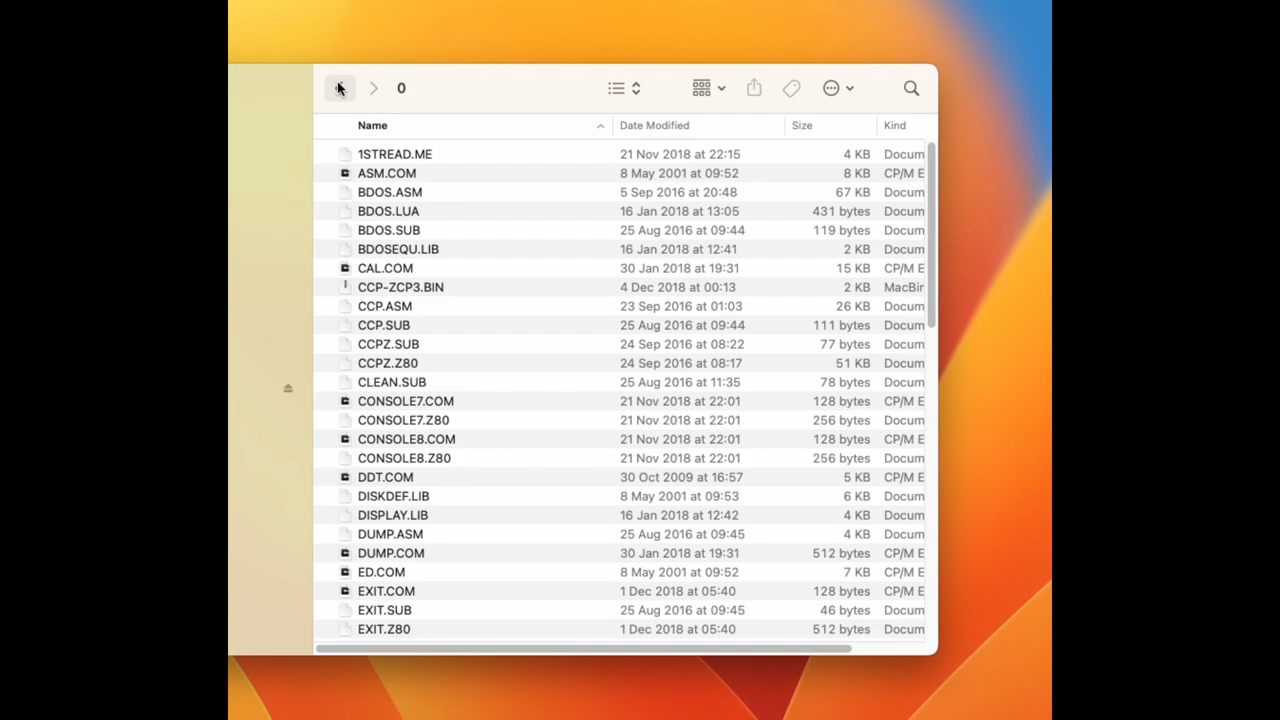 0
Name Date Modified Size Kind
1STREAD.ME 21 Nov 2018 at 22:15 4 KB Docum
ASM.COM 8 May 2001 at 09:52 8 KB CP/M E
BDOS.ASM 5 Sep 2016 at 20:48 67 KB Docum
BDOS.LUA 16 Jan 2018 at 13:05 431 bytes Docum
BDOS.SUB 25 Aug 2016 at 09:44 119 bytes Docum
BDOSEQU.LIB 16 Jan 2018 at 12:41 2 KB Docum
CAL.COM 30 Jan 2018 at 19:31 15 KB CP/M E
CCP-ZCP3.BIN 4 Dec 2018 at 00:13 2 KB MacBin
CCP.ASM 23 Sep 2016 at 01:03 26 KB Docum
CCP.SUB 25 Aug 2016 at 09:44 111 bytes Docum
CCPZ.SUB 24 Sep 2016 at 08:22 77 bytes Docum
CCPZ.Z80 24 Sep 2016 at 08:17 51 KB Docum
CLEAN.SUB 25 Aug 2016 at 11:35 78 bytes Docum
CONSOLE7.COM 21 Nov 2018 at 22:01 128 bytes CP/M E
CONSOLE7.Z80 21 Nov 2018 at 22:01 256 bytes Docum
CONSOLE8.COM 21 Nov 2018 at 22:01 128 bytes CP/M E
CONSOLE8.Z80 21 Nov 2018 at 22:01 256 bytes Docum
DDT.COM 30 Oct 2009 at 16:57 5 KB CP/M E
DISKDEF.LIB 8 May 2001 at 09:53 6 KB Docum
DISPLAY.LIB 16 Jan 2018 at 12:42 4 KB Docum
DUMP.ASM 25 Aug 2016 at 09:45 4 KB Docum
DUMP.COM 30 Jan 2018 at 19:31 512 bytes CP/M E
ED.COM 8 May 2001 at 09:52 7 KB CP/M E
EXIT.COM 1 Dec 2018 at 05:40 128 bytes CP/M E
EXIT.SUB 25 Aug 2016 at 09:45 46 bytes Docum
EXIT.Z80 1 Dec 2018 at 05:40 512 bytes Docum